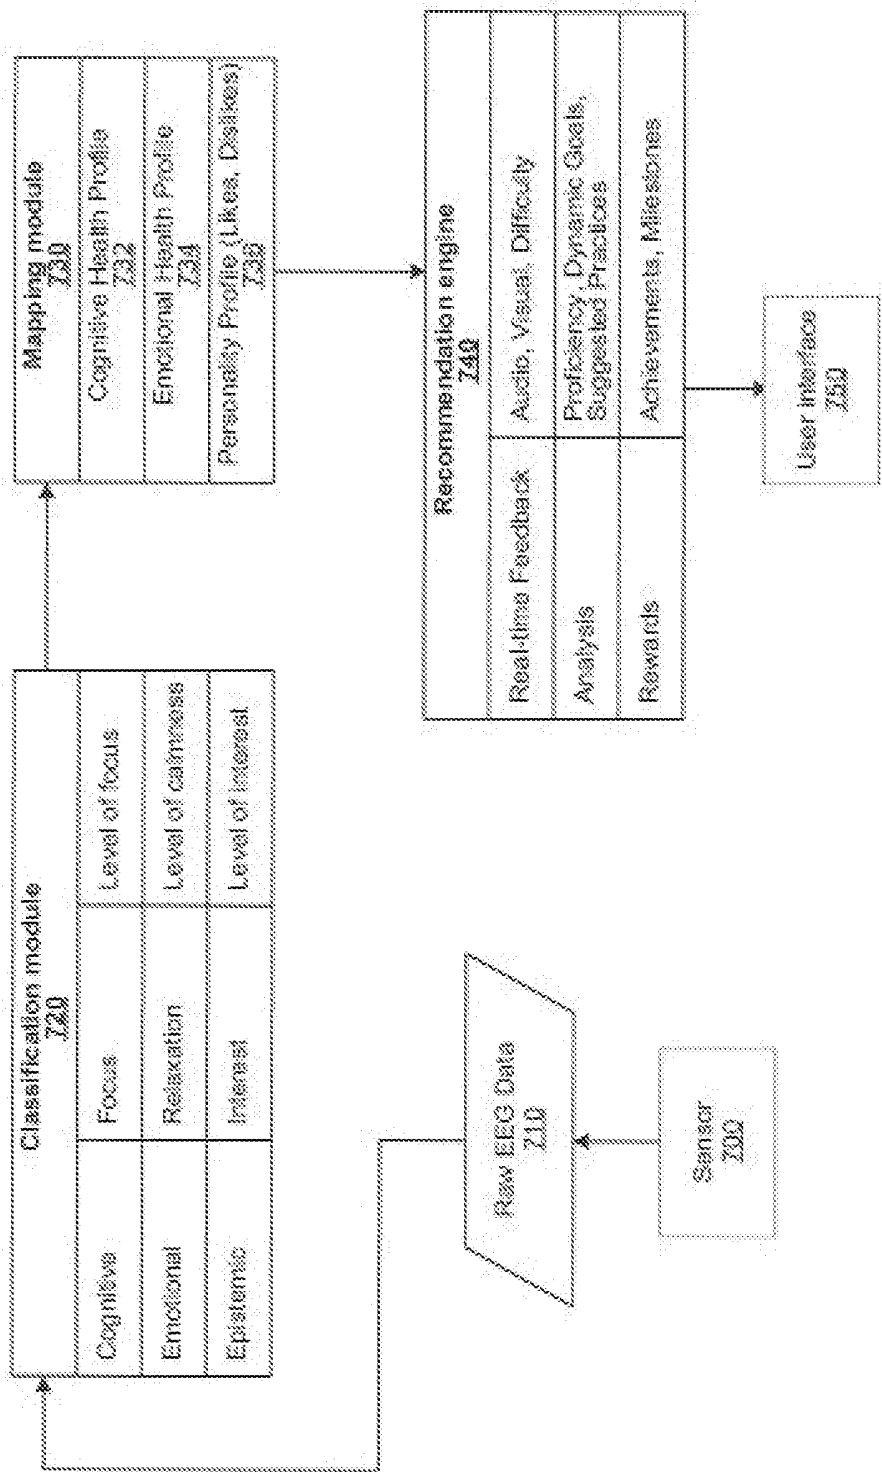 Classification module
720
Cognitive
Focus
Level of focus
Emotional
Relaxation
Level of calmness
Epistemic
Interest
Level of interest
Mapping module
730
Cognitive Health Profile
732
Emotional Health Profile
734
Personality Profile (Likes, Dislikes)
736
Raw EEG Data
710
Sensor
700
Recommendation engine
740
Real-time Feedback
Audio, Visual, Difficulty
Analysis
Proficiency, Dynamic Goals,
Suggested Practices
Rewards
Achievements, Milestones
User Interface
750